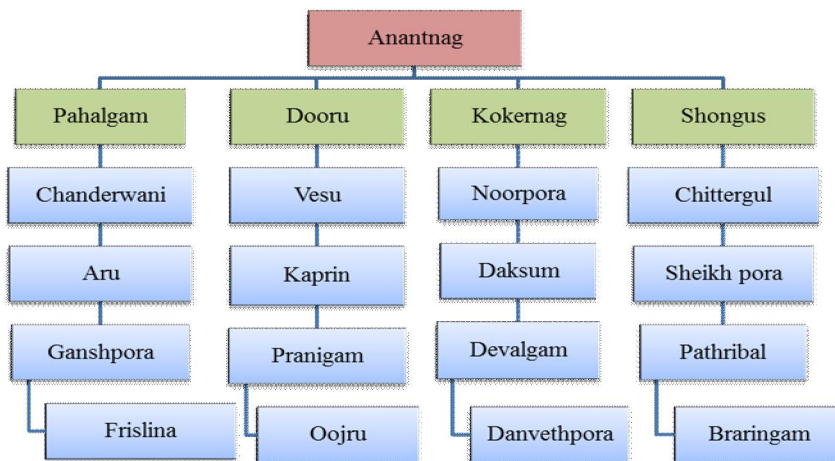 Anantnag
Pahalgam
Dooru
Kokernag
Shongus
Chanderwani
Vesu
Noorpora
Chittergul
Aru
Kaprin
Daksum
Sheikh pora
Ganshpora
Pranigam
Devalgam
Pathribal
Frislina
Oojru
Danvethpora
Braringam